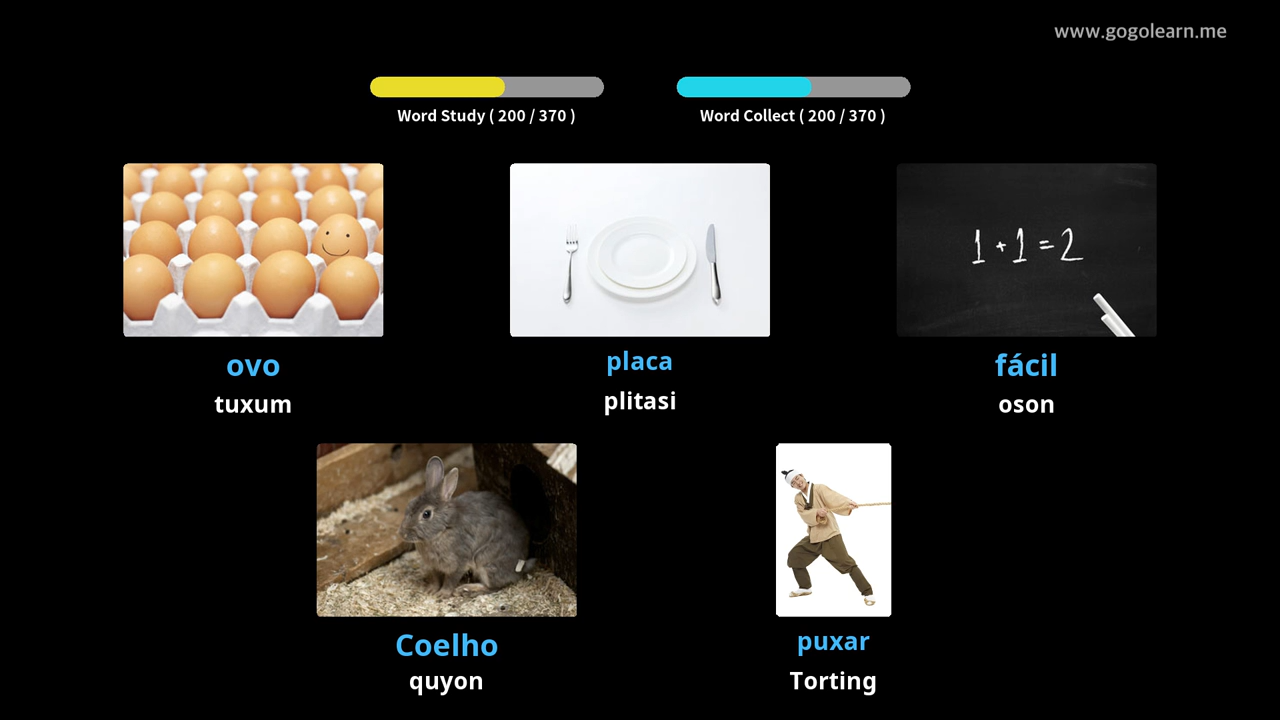 www.gogolearn.me
Word Study ( 200 / 370 )
Word Collect ( 200 / 370 )
1 + 1 = 2
ovo
tuxum
placa
plitasi
fácil
oson
Coelho
quyon
puxar
Torting